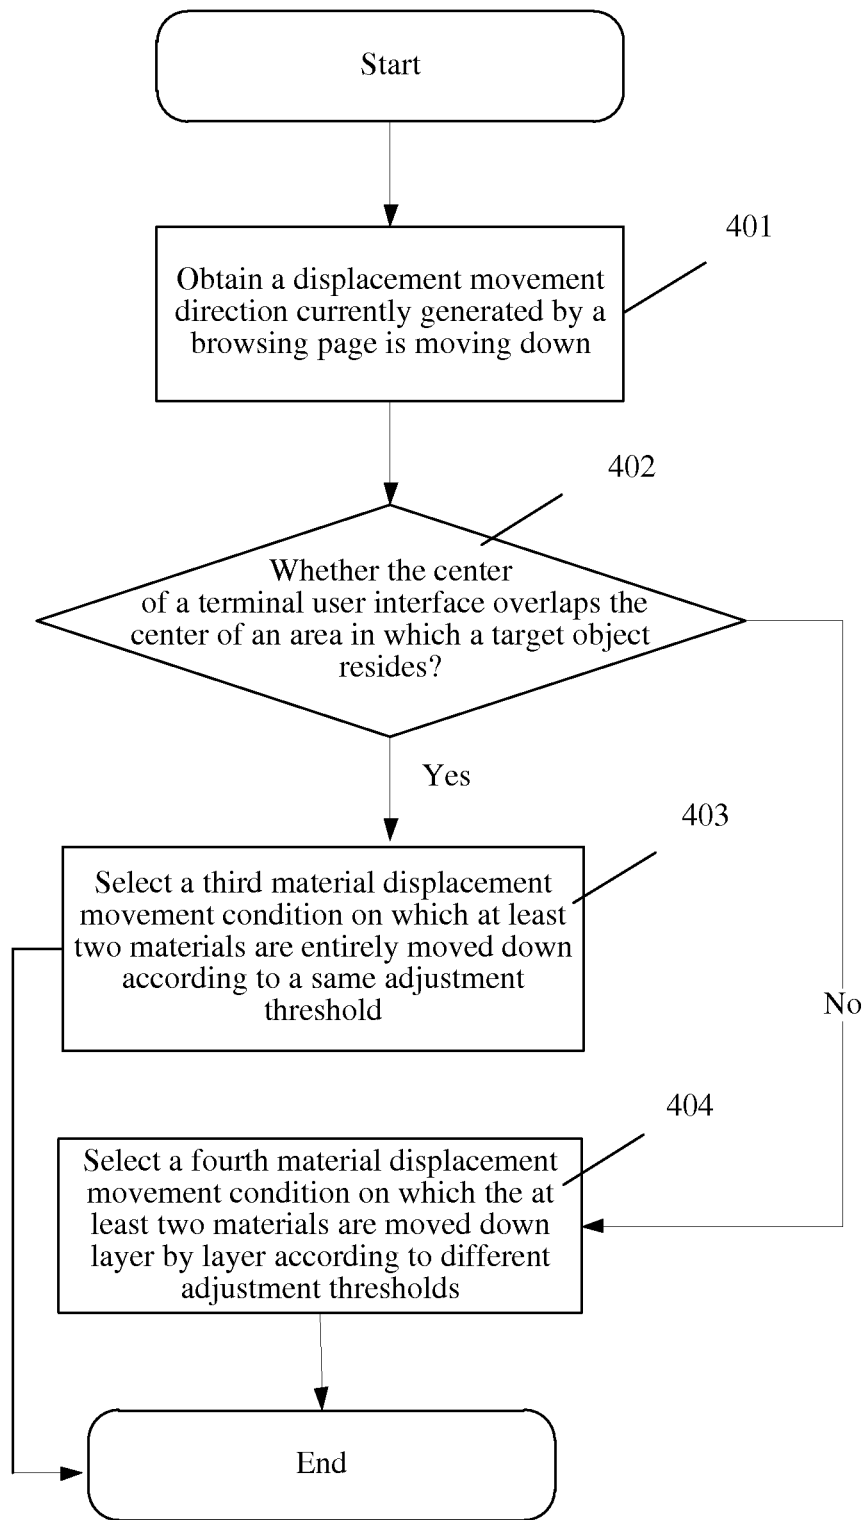 Start
401
Obtain a displacement movement
direction currently generated by a
browsing page is moving down
402
Whether the center
of a terminal user interface overlaps the
center of an area in which a target object
resides?
Yes
403
Select a third material displacement
movement condition on which at least
two materials are entirely moved down
according to a same adjustment
threshold
No
404
Select a fourth material displacement
movement condition on which the at
least two materials are moved down
layer by layer according to different
adjustment thresholds
End